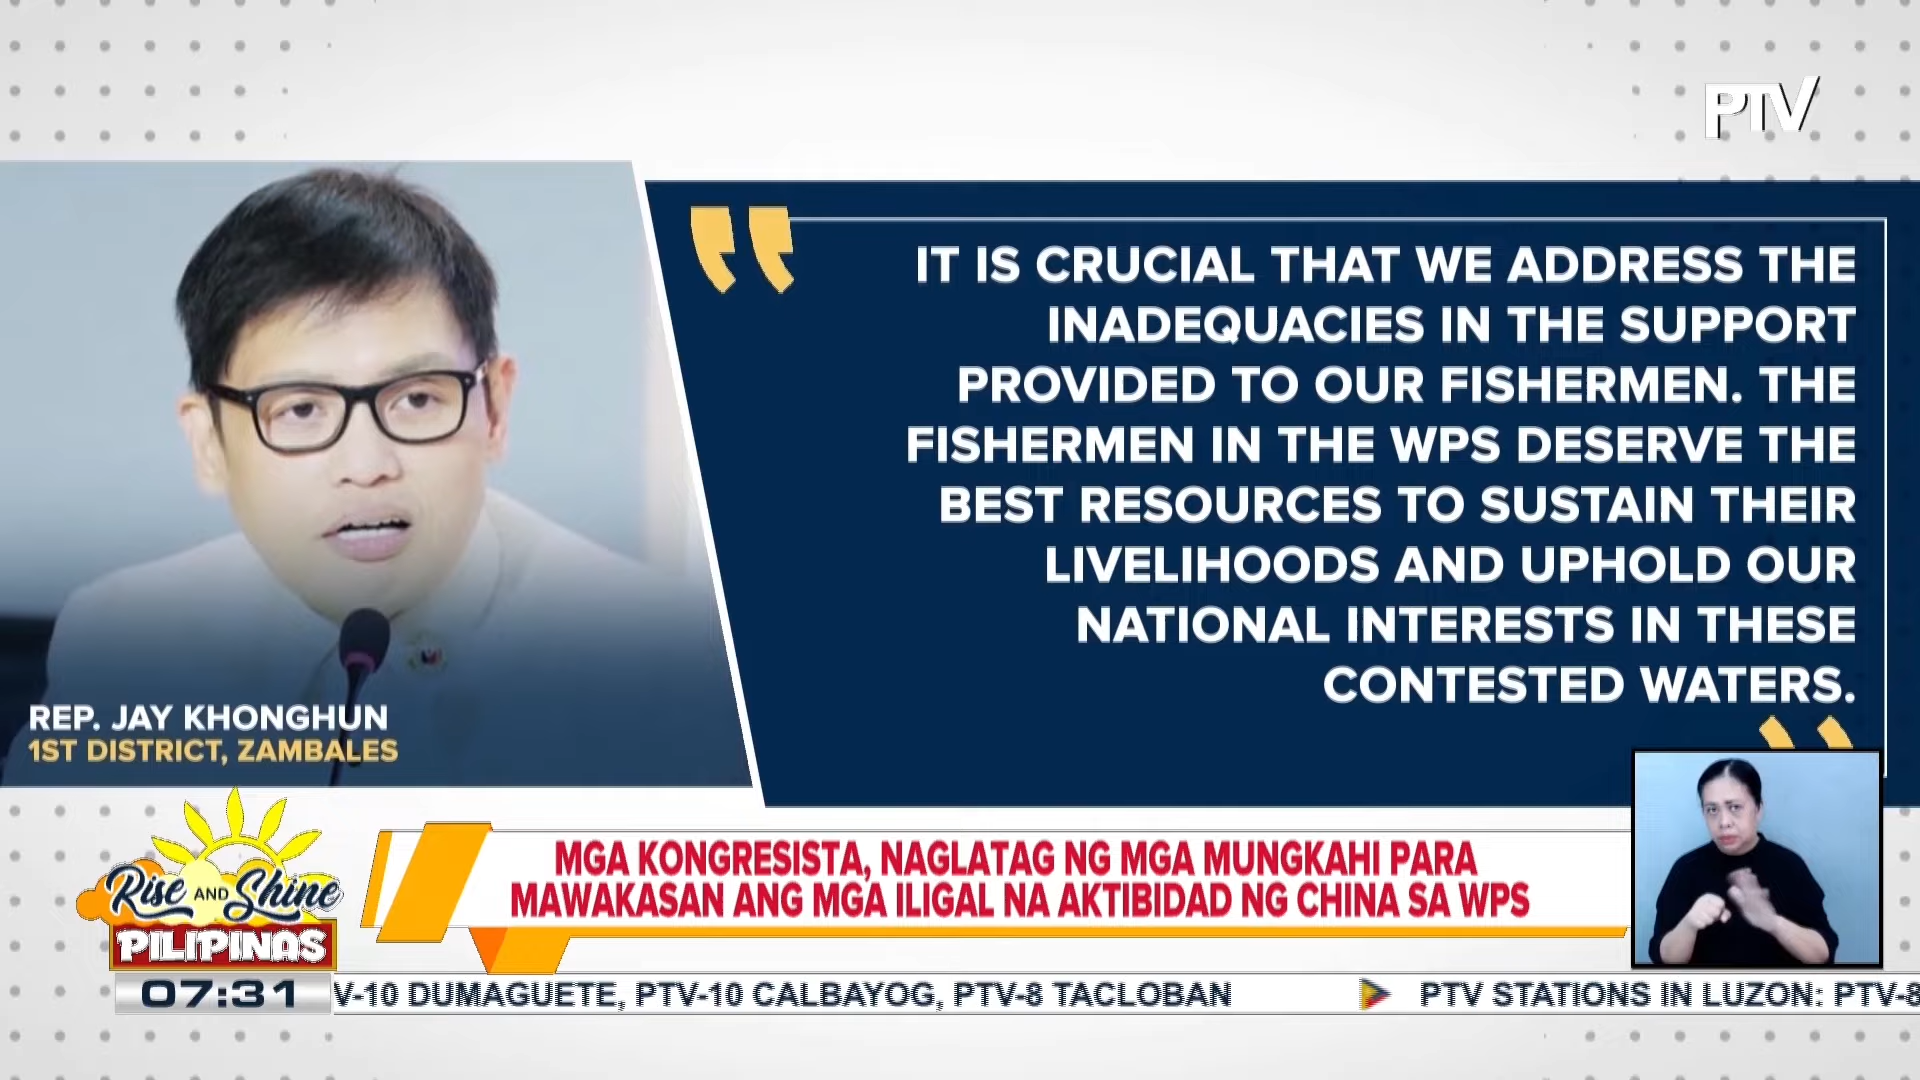 PTV
IT IS CRUCIAL THAT WE ADDRESS THE
INADEQUACIES IN THE SUPPORT
PROVIDED TO OUR FISHERMEN. THE
FISHERMEN IN THE WPS DESERVE THE
BEST RESOURCES TO SUSTAIN THEIR
LIVELIHOODS AND UPHOLD OUR
NATIONAL INTERESTS IN THESE
CONTESTED WATERS.
REP. JAY KHONGHUN
1ST DISTRICT, ZAMBALES
Rise AND Shine
PILIPINAS
MGA KONGRESISTA, NAGLATAG NG MGA MUNGKAHI PARA
MAWAKASAN ANG MGA ILIGAL NA AKTIBIDAD NG CHINA SA WPS
07:31
V-10 DUMAGUETE, PTV-10 CALBAYOG, PTV-8 TACLOBAN PTV STATIONS IN LUZON: PTV-8